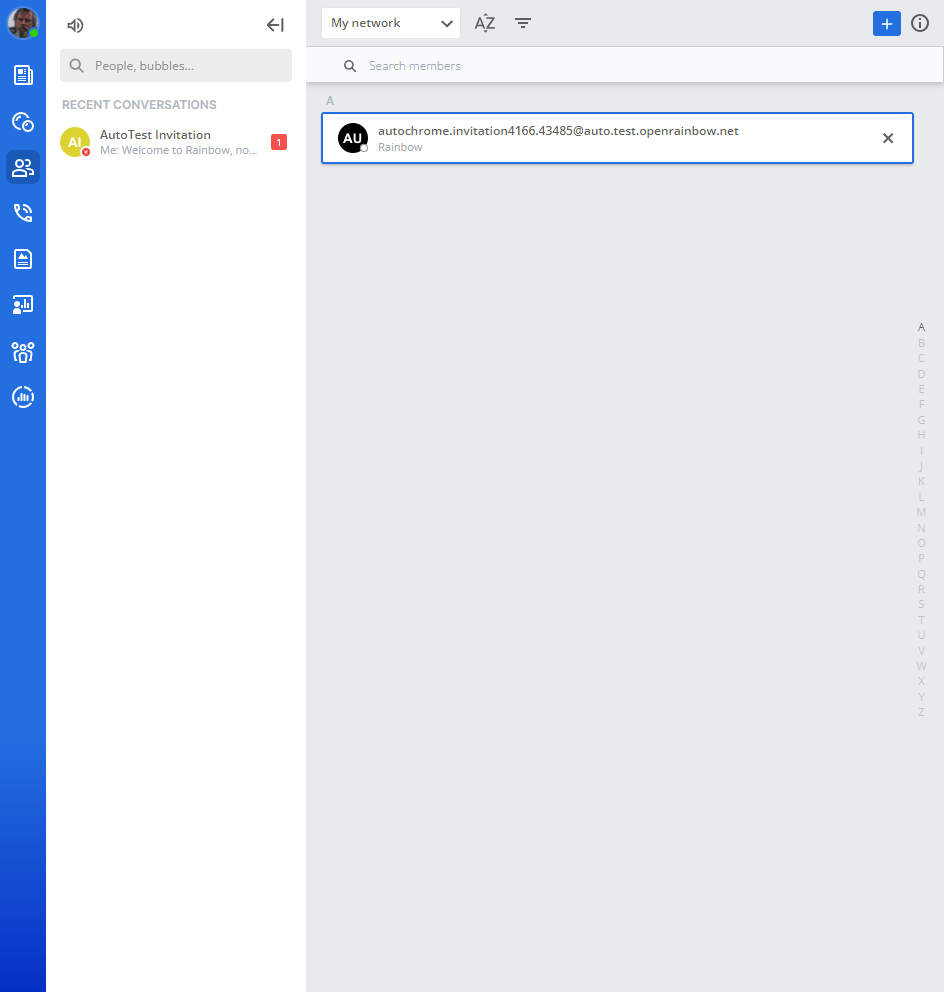 People, bubbles...
RECENT CONVERSATIONS
AI
AutoTest Invitation
Me: Welcome to Rainbow, no...
1
My network
AZ
Search members
A
AU
autochrome.invitation4166.43485@auto.test.openrainbow.net
Rainbow
A
B
C
D
E
F
G
H
I
J
K
L
M
N
O
P
Q
R
S
T
U
V
W
X
Y
Z